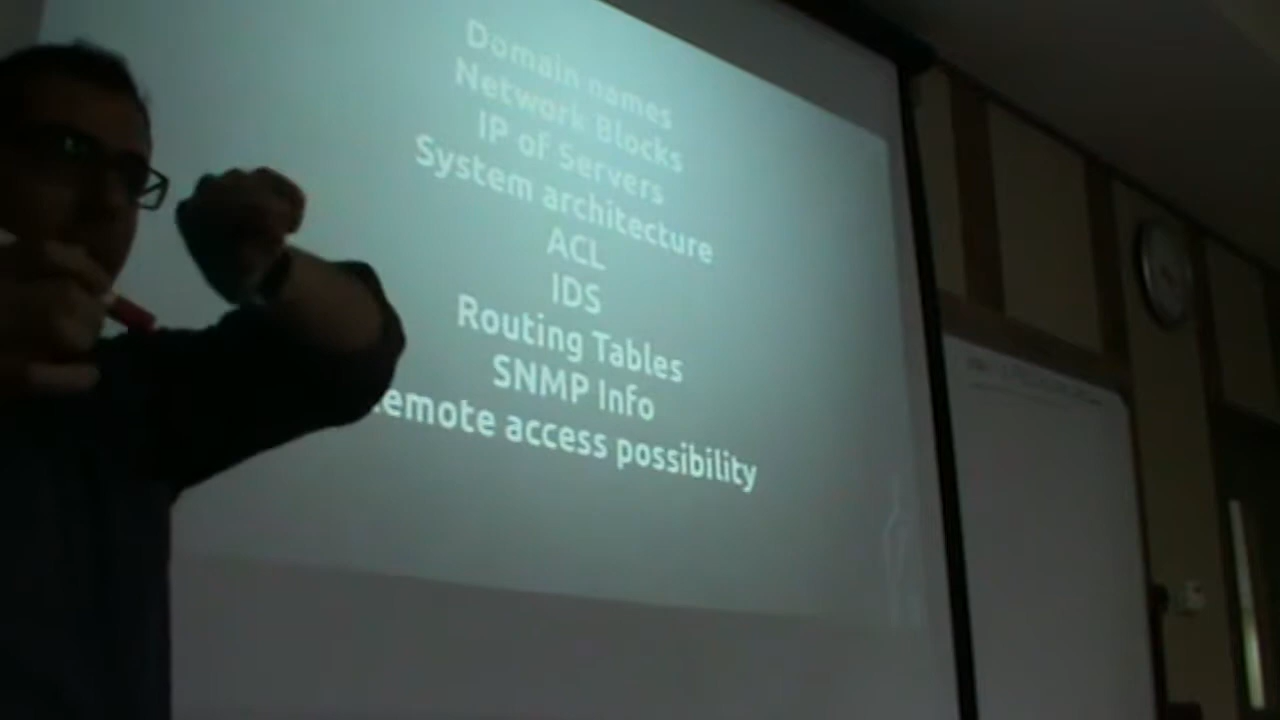 Domain names
Network Blocks
IP of Servers
System architecture
ACL
IDS
Routing Tables
SNMP Info
emote access possibility